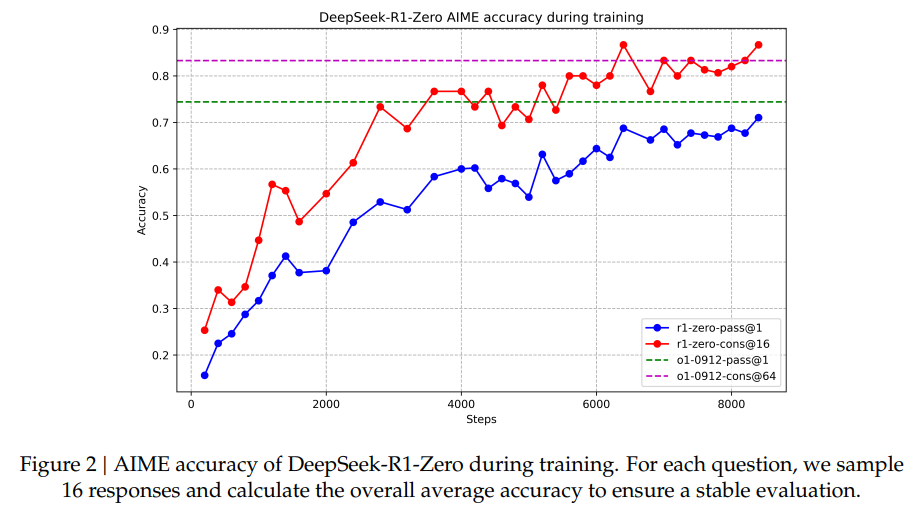 DeepSeek-R1-Zero AIME accuracy during training
0.9
0.8
0.7
0.6
0.5
0.4
0.3
0.2
Accuracy
0 2000 4000 6000 8000
Steps
r1-zero-pass@1
r1-zero-cons@16
o1-0912-pass@1
o1-0912-cons@64
Figure 2 | AIME accuracy of DeepSeek-R1-Zero during training. For each question, we sample
16 responses and calculate the overall average accuracy to ensure a stable evaluation.